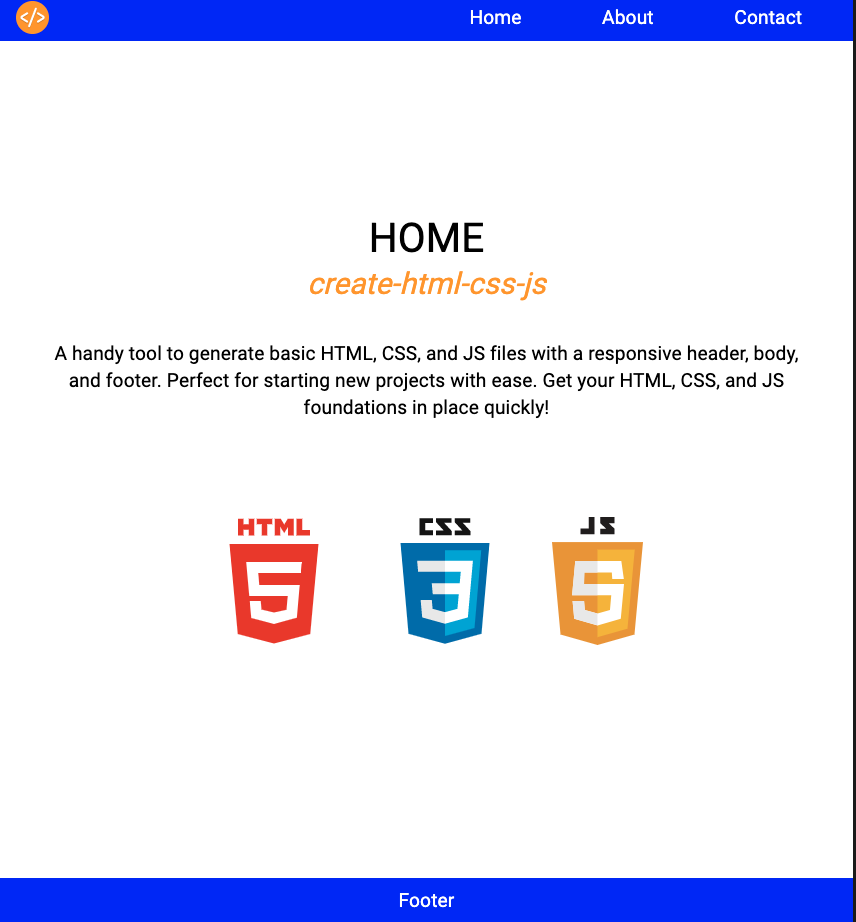 </>
Home About Contact
HOME
create-html-css-js
A handy tool to generate basic HTML, CSS, and JS files with a responsive header, body,
and footer. Perfect for starting new projects with ease. Get your HTML, CSS, and JS
foundations in place quickly!
HTML CSS JS
5 3 S
Footer